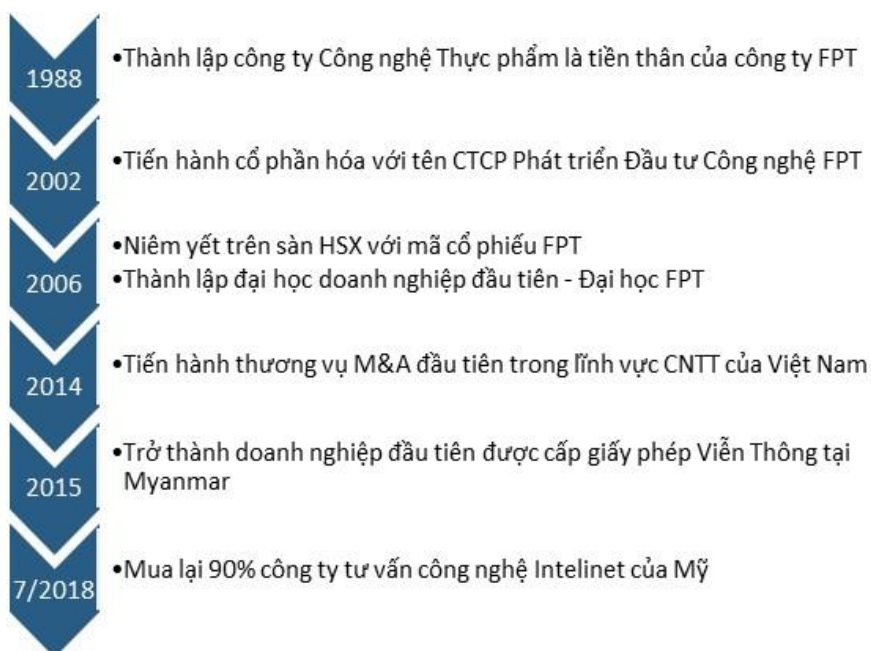 1988
•Thành lập công ty Công nghệ Thực phẩm là tiền thân của công ty FPT
2002
•Tiến hành cổ phần hóa với tên CTCP Phát triển Đầu tư Công nghệ FPT
2006
•Niêm yết trên sàn HSX với mã cổ phiếu FPT
•Thành lập đại học doanh nghiệp đầu tiên - Đại học FPT
2014
•Tiến hành thương vụ M&A đầu tiên trong lĩnh vực CNTT của Việt Nam
2015
•Trở thành doanh nghiệp đầu tiên được cấp giấy phép Viễn Thông tại
Myanmar
7/2018
•Mua lại 90% công ty tư vấn công nghệ Intelinet của Mỹ